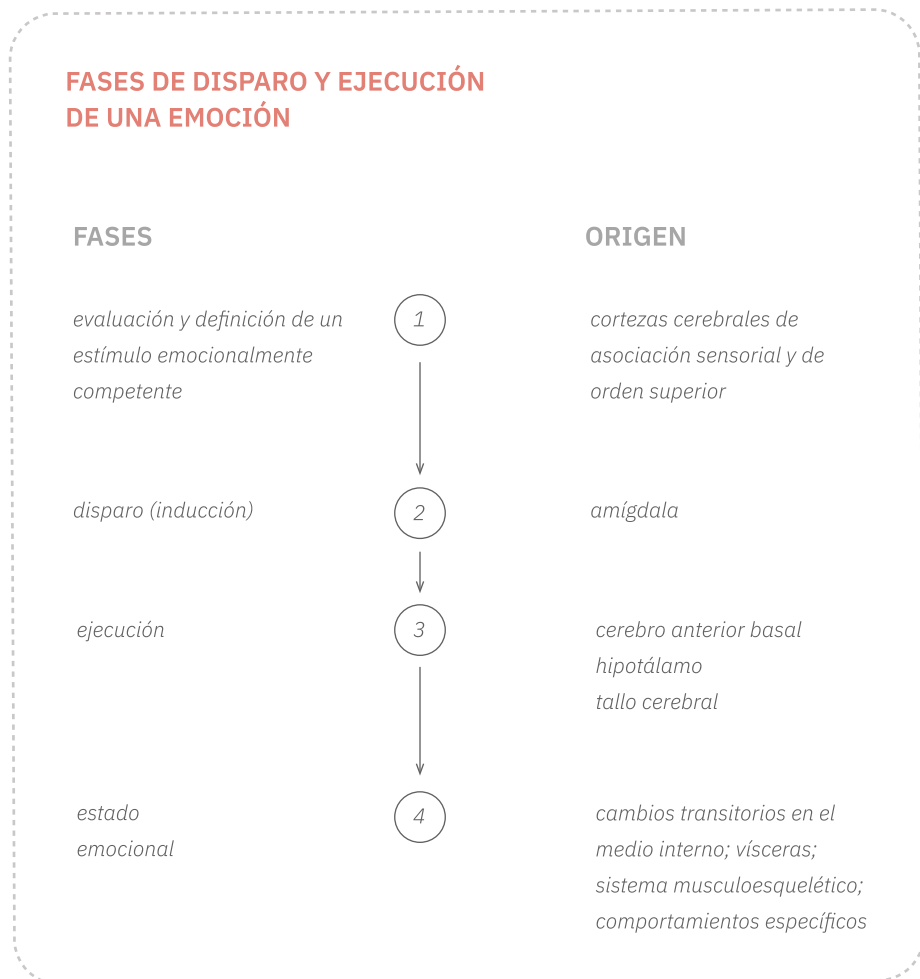 FASES DE DISPARO Y EJECUCIÓN
DE UNA EMOCIÓN
FASES
ORIGEN
evaluación y definición de un
estímulo emocionalmente
competente
1
cortezas cerebrales de
asociación sensorial y de
orden superior
disparo (inducción)
2
amígdala
ejecución
3
cerebro anterior basal
hipotálamo
tallo cerebral
estado
emocional
4
cambios transitorios en el
medio interno; vísceras;
sistema musculoesquelético;
comportamientos específicos